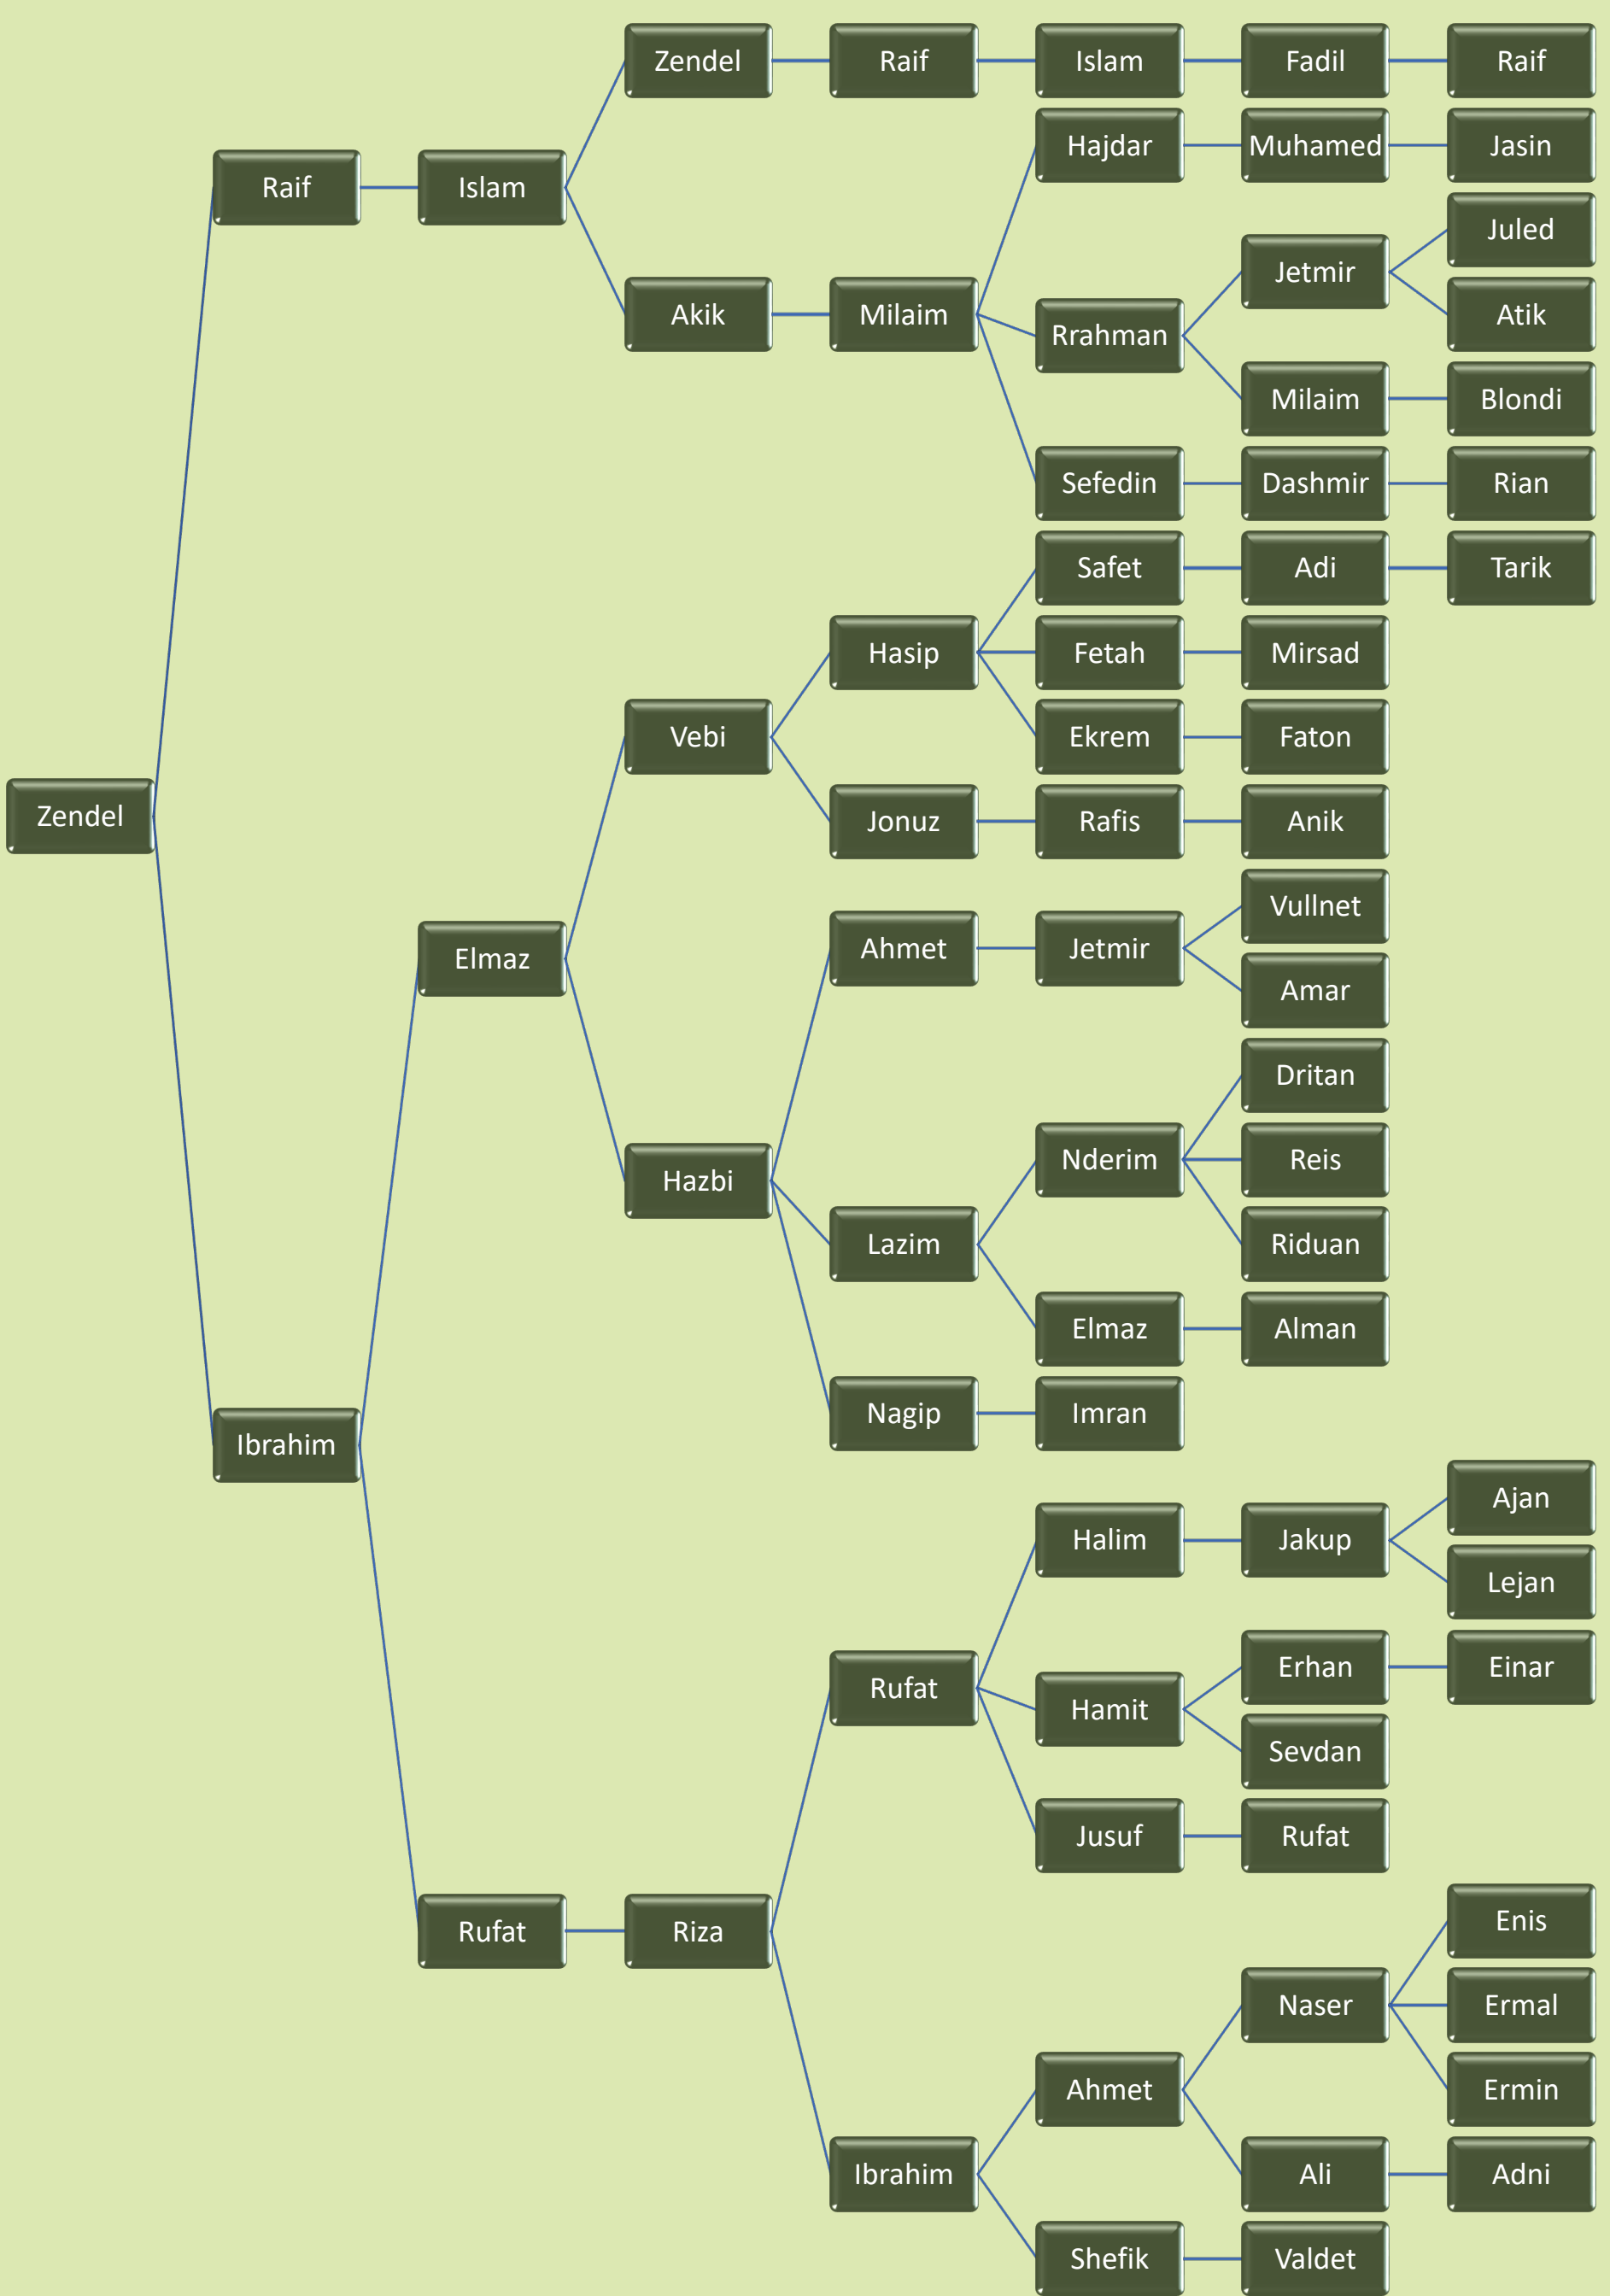 Zendel
Raif
Islam
Zendel
Raif
Islam
Fadil
Raif
Akik
Milaim
Hajdar
Muhamed
Jasin
Rrahman
Jetmir
Juled
Atik
Milaim
Blondi
Sefedin
Dashmir
Rian
Ibrahim
Elmaz
Vebi
Hasip
Safet
Adi
Tarik
Fetah
Mirsad
Ekrem
Faton
Jonuz
Rafis
Anik
Hazbi
Ahmet
Jetmir
Vullnet
Amar
Lazim
Nderim
Dritan
Reis
Riduan
Elmaz
Alman
Nagip
Imran
Rufat
Riza
Rufat
Halim
Jakup
Ajan
Lejan
Hamit
Erhan
Einar
Sevdan
Jusuf
Rufat
Ibrahim
Ahmet
Naser
Enis
Ermal
Ermin
Ali
Adni
Shefik
Valdet